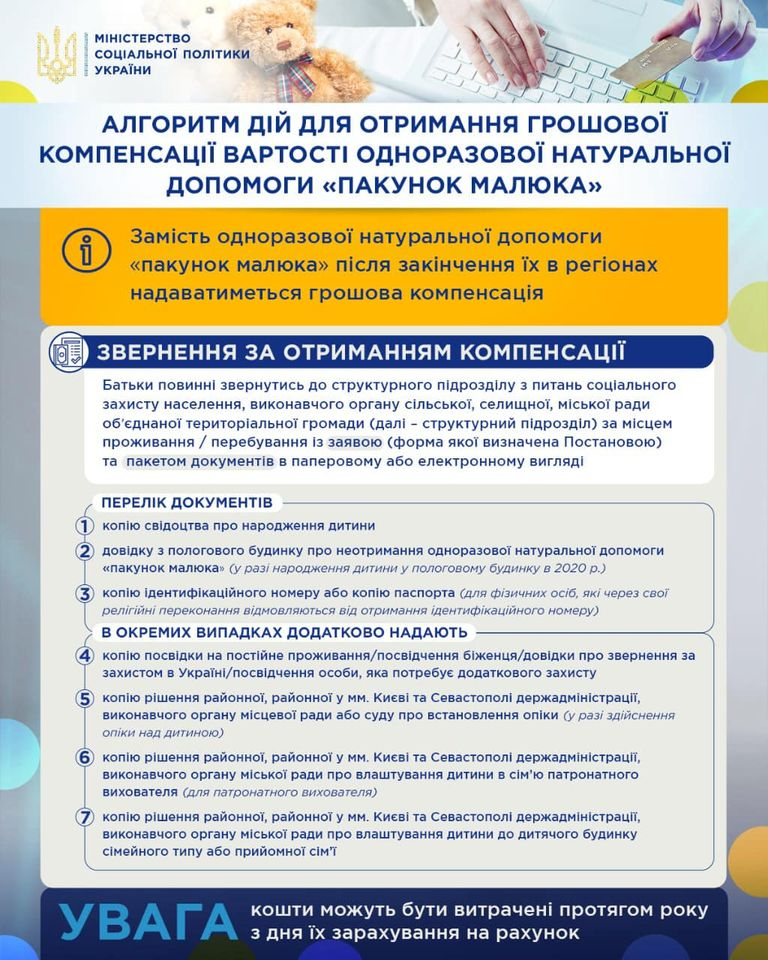 МІНІСТЕРСТВО
СОЦІАЛЬНОЇ ПОЛІТИКИ
УКРАЇНИ
АЛГОРИТМ ДІЙ ДЛЯ ОТРИМАННЯ ГРОШОВОЇ
КОМПЕНСАЦІЇ ВАРТОСТІ ОДНОРАЗОВОЇ НАТУРАЛЬНОЇ
ДОПОМОГИ «ПАКУНОК МАЛЮКА»
Замість одноразової натуральної допомоги
«пакунок малюка» після закінчення їх в регіонах
надаватиметься грошова компенсація
ЗВЕРНЕННЯ ЗА ОТРИМАННЯМ КОМПЕНСАЦІЇ
Батьки повинні звернутись до структурного підрозділу з питань соціального
захисту населення, виконавчого органу сільської, селищної, міської ради
об'єднаної територіальної громади (далі – структурний підрозділ) за місцем
проживання / перебування із заявою (форма якої визначена Постановою)
та пакетом документів в паперовому або електронному вигляді
ПЕРЕЛІК ДОКУМЕНТІВ
1 копію свідоцтва про народження дитини
2 довідку з пологового будинку про неотримання одноразової натуральної допомоги
«пакунок малюка» (у разі народження дитини у пологовому будинку в 2020 р.)
3 копію ідентифікаційного номеру або копію паспорта (для фізичних осіб, які через свої
релігійні переконання відмовляються від отримання ідентифікаційного номеру)
В ОКРЕМИХ ВИПАДКАХ ДОДАТКОВО НАДАЮТЬ
4 копію посвідки на постійне проживання/посвідчення біженця/довідки про звернення за
захистом в Україні/посвідчення особи, яка потребує додаткового захисту
5 копію рішення районної, районної у мм. Києві та Севастополі держадміністрації,
виконавчого органу місцевої ради або суду про встановлення опіки (у разі здійснення
опіки над дитиною)
6 копію рішення районної, районної у мм. Києві та Севастополі держадміністрації,
виконавчого органу міської ради про влаштування дитини в сім'ю патронатного
вихователя (для патронатного вихователя)
7 копію рішення районної, районної у мм. Києві та Севастополі держадміністрації,
виконавчого органу міської ради про влаштування дитини до дитячого будинку
сімейного типу або прийомної сім'ї
УВАГА
кошти можуть бути витрачені протягом року
з дня їх зарахування на рахунок